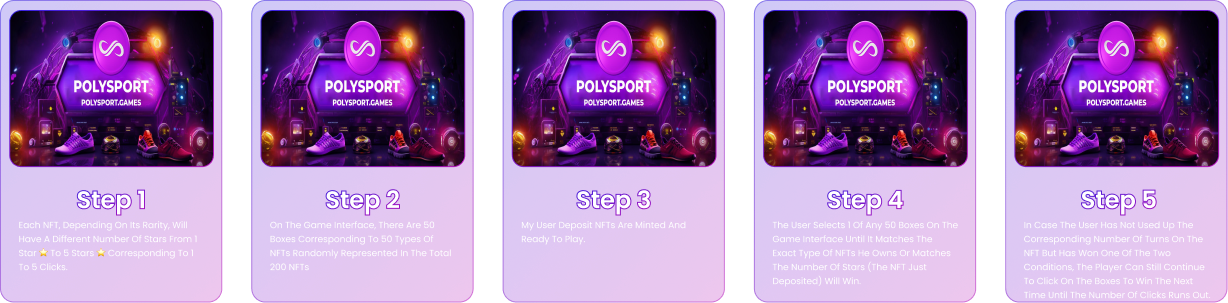 POLYSPORT
POLYSPORT.GAMES
Step 1
Each NFT, Depending On Its Rarity, Will
Have A Different Number Of Stars From 1
Star ⭐ To 5 Stars ⭐ Corresponding To 1
To 5 Clicks.
POLYSPORT
POLYSPORT.GAMES
Step 2
On The Game Interface, There Are 50
Boxes Corresponding To 50 Types Of
NFTs Randomly Represented In The Total
200 NFTs
POLYSPORT
POLYSPORT.GAMES
Step 3
My User Deposit NFTs Are Minted And
Ready To Play.
POLYSPORT
POLYSPORT.GAMES
Step 4
The User Selects 1 Of Any 50 Boxes On The
Game Interface Until It Matches The
Exact Type Of NFTs He Owns Or Matches
The Number Of Stars (The NFT Just
Deposited) Will Win.
POLYSPORT
POLYSPORT.GAMES
Step 5
In Case The User Has Not Used Up The
Corresponding Number Of Turns On The
NFT But Has Won One Of The Two
Conditions, The Player Can Still Continue
To Click On The Boxes To Win The Next
Time Until The Number Of Clicks Runs Out.